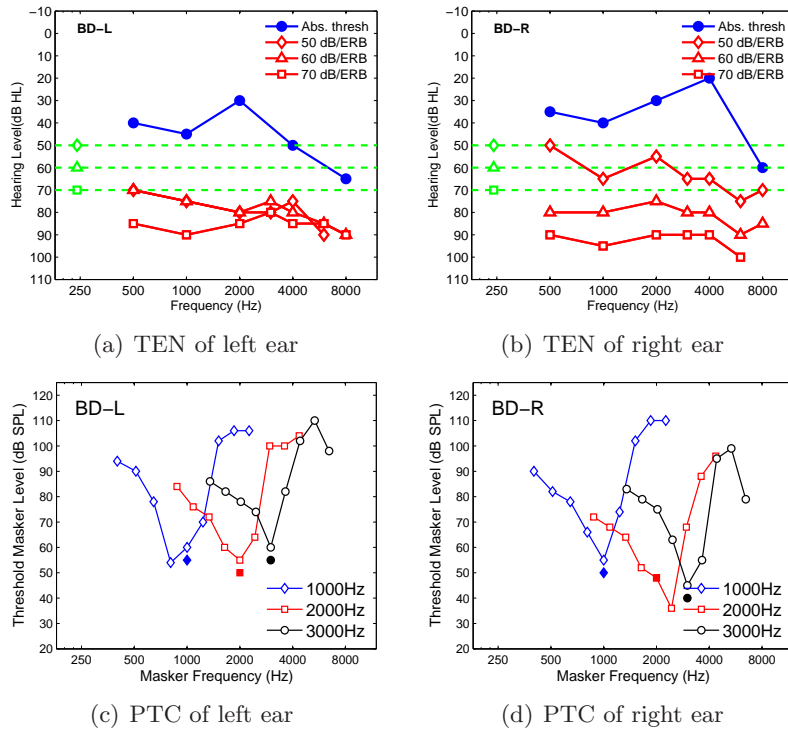 BD-L
Abs. thresh
50 dB/ERB
60 dB/ERB
70 dB/ERB
Hearing Level(dB HL)
-10
0
10
20
30
40
50
60
70
80
90
100
110
250 500 1000 2000 4000 8000
Frequency (Hz)
(a) TEN of left ear
BD-R
Abs. thresh
50 dB/ERB
60 dB/ERB
70 dB/ERB
Hearing Level(dB HL)
-10
0
10
20
30
40
50
60
70
80
90
100
110
250 500 1000 2000 4000 8000
Frequency (Hz)
(b) TEN of right ear
BD-L
Threshold Masker Level (dB SPL)
120
110
100
90
80
70
60
50
40
30
20
1000Hz
2000Hz
3000Hz
250 500 1000 2000 4000 8000
Masker Frequency (Hz)
(c) PTC of left ear
BD-R
Threshold Masker Level (dB SPL)
120
110
100
90
80
70
60
50
40
30
20
1000Hz
2000Hz
3000Hz
250 500 1000 2000 4000 8000
Masker Frequency (Hz)
(d) PTC of right ear